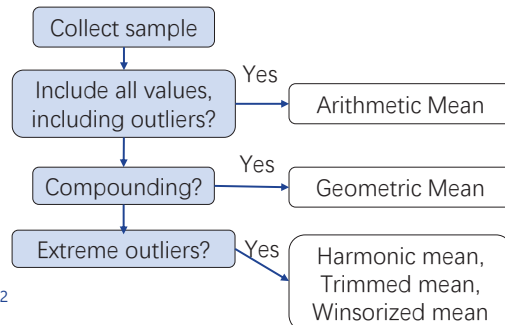 Collect sample
Yes
Include all values,
including outliers?
Arithmetic Mean
Yes
Compounding?
Geometric Mean
Extreme outliers?
Yes
Harmonic mean,
Trimmed mean,
Winsorized mean
2